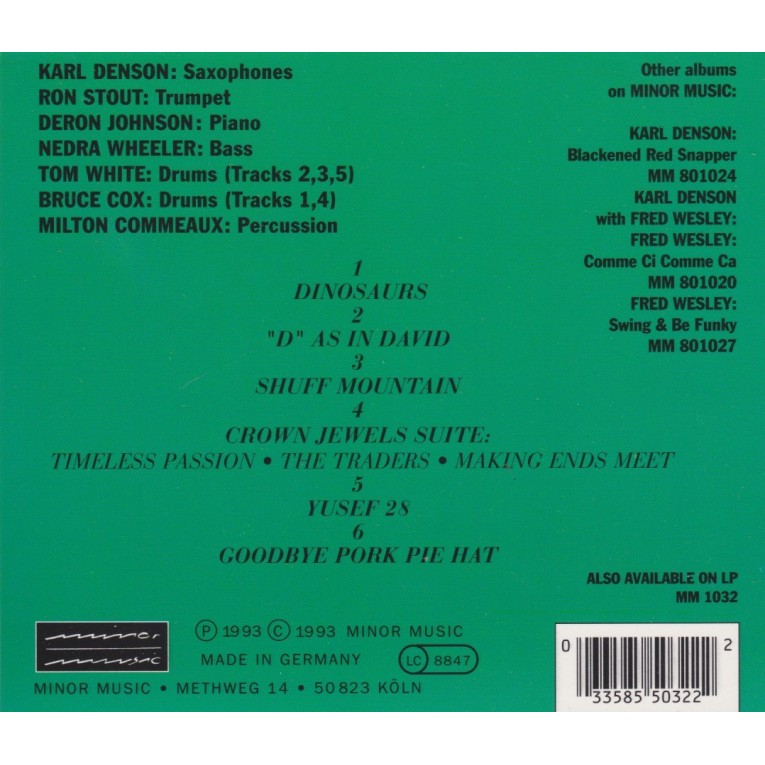 KARL DENSON: Saxophones
RON STOUT: Trumpet
DERON JOHNSON: Piano
NEDRA WHEELER: Bass
TOM WHITE: Drums (Tracks 2,3,5)
BRUCE COX: Drums (Tracks 1,4)
MILTON COMMEAUX: Percussion
Other albums
on MINOR MUSIC:
KARL DENSON:
Blackened Red Snapper
MM 801024
KARL DENSON
with FRED WESLEY:
FRED WESLEY:
Comme Ci Comme Ca
MM 801020
FRED WESLEY:
Swing & Be Funky
MM 801027
1
DINOSAURS
2
"D" AS IN DAVID
3
SHUFF MOUNTAIN
4
CROWN JEWELS SUITE:
TIMELESS PASSION • THE TRADERS • MAKING ENDS MEET
5
YUSEF 28
6
GOODBYE PORK PIE HAT
ALSO AVAILABLE ON LP
MM 1032
minor
music
Ⓟ 1993 © 1993 MINOR MUSIC
MADE IN GERMANY LC 8847
MINOR MUSIC • METHWEG 14 • 50823 KÖLN
0 33585 50322 2